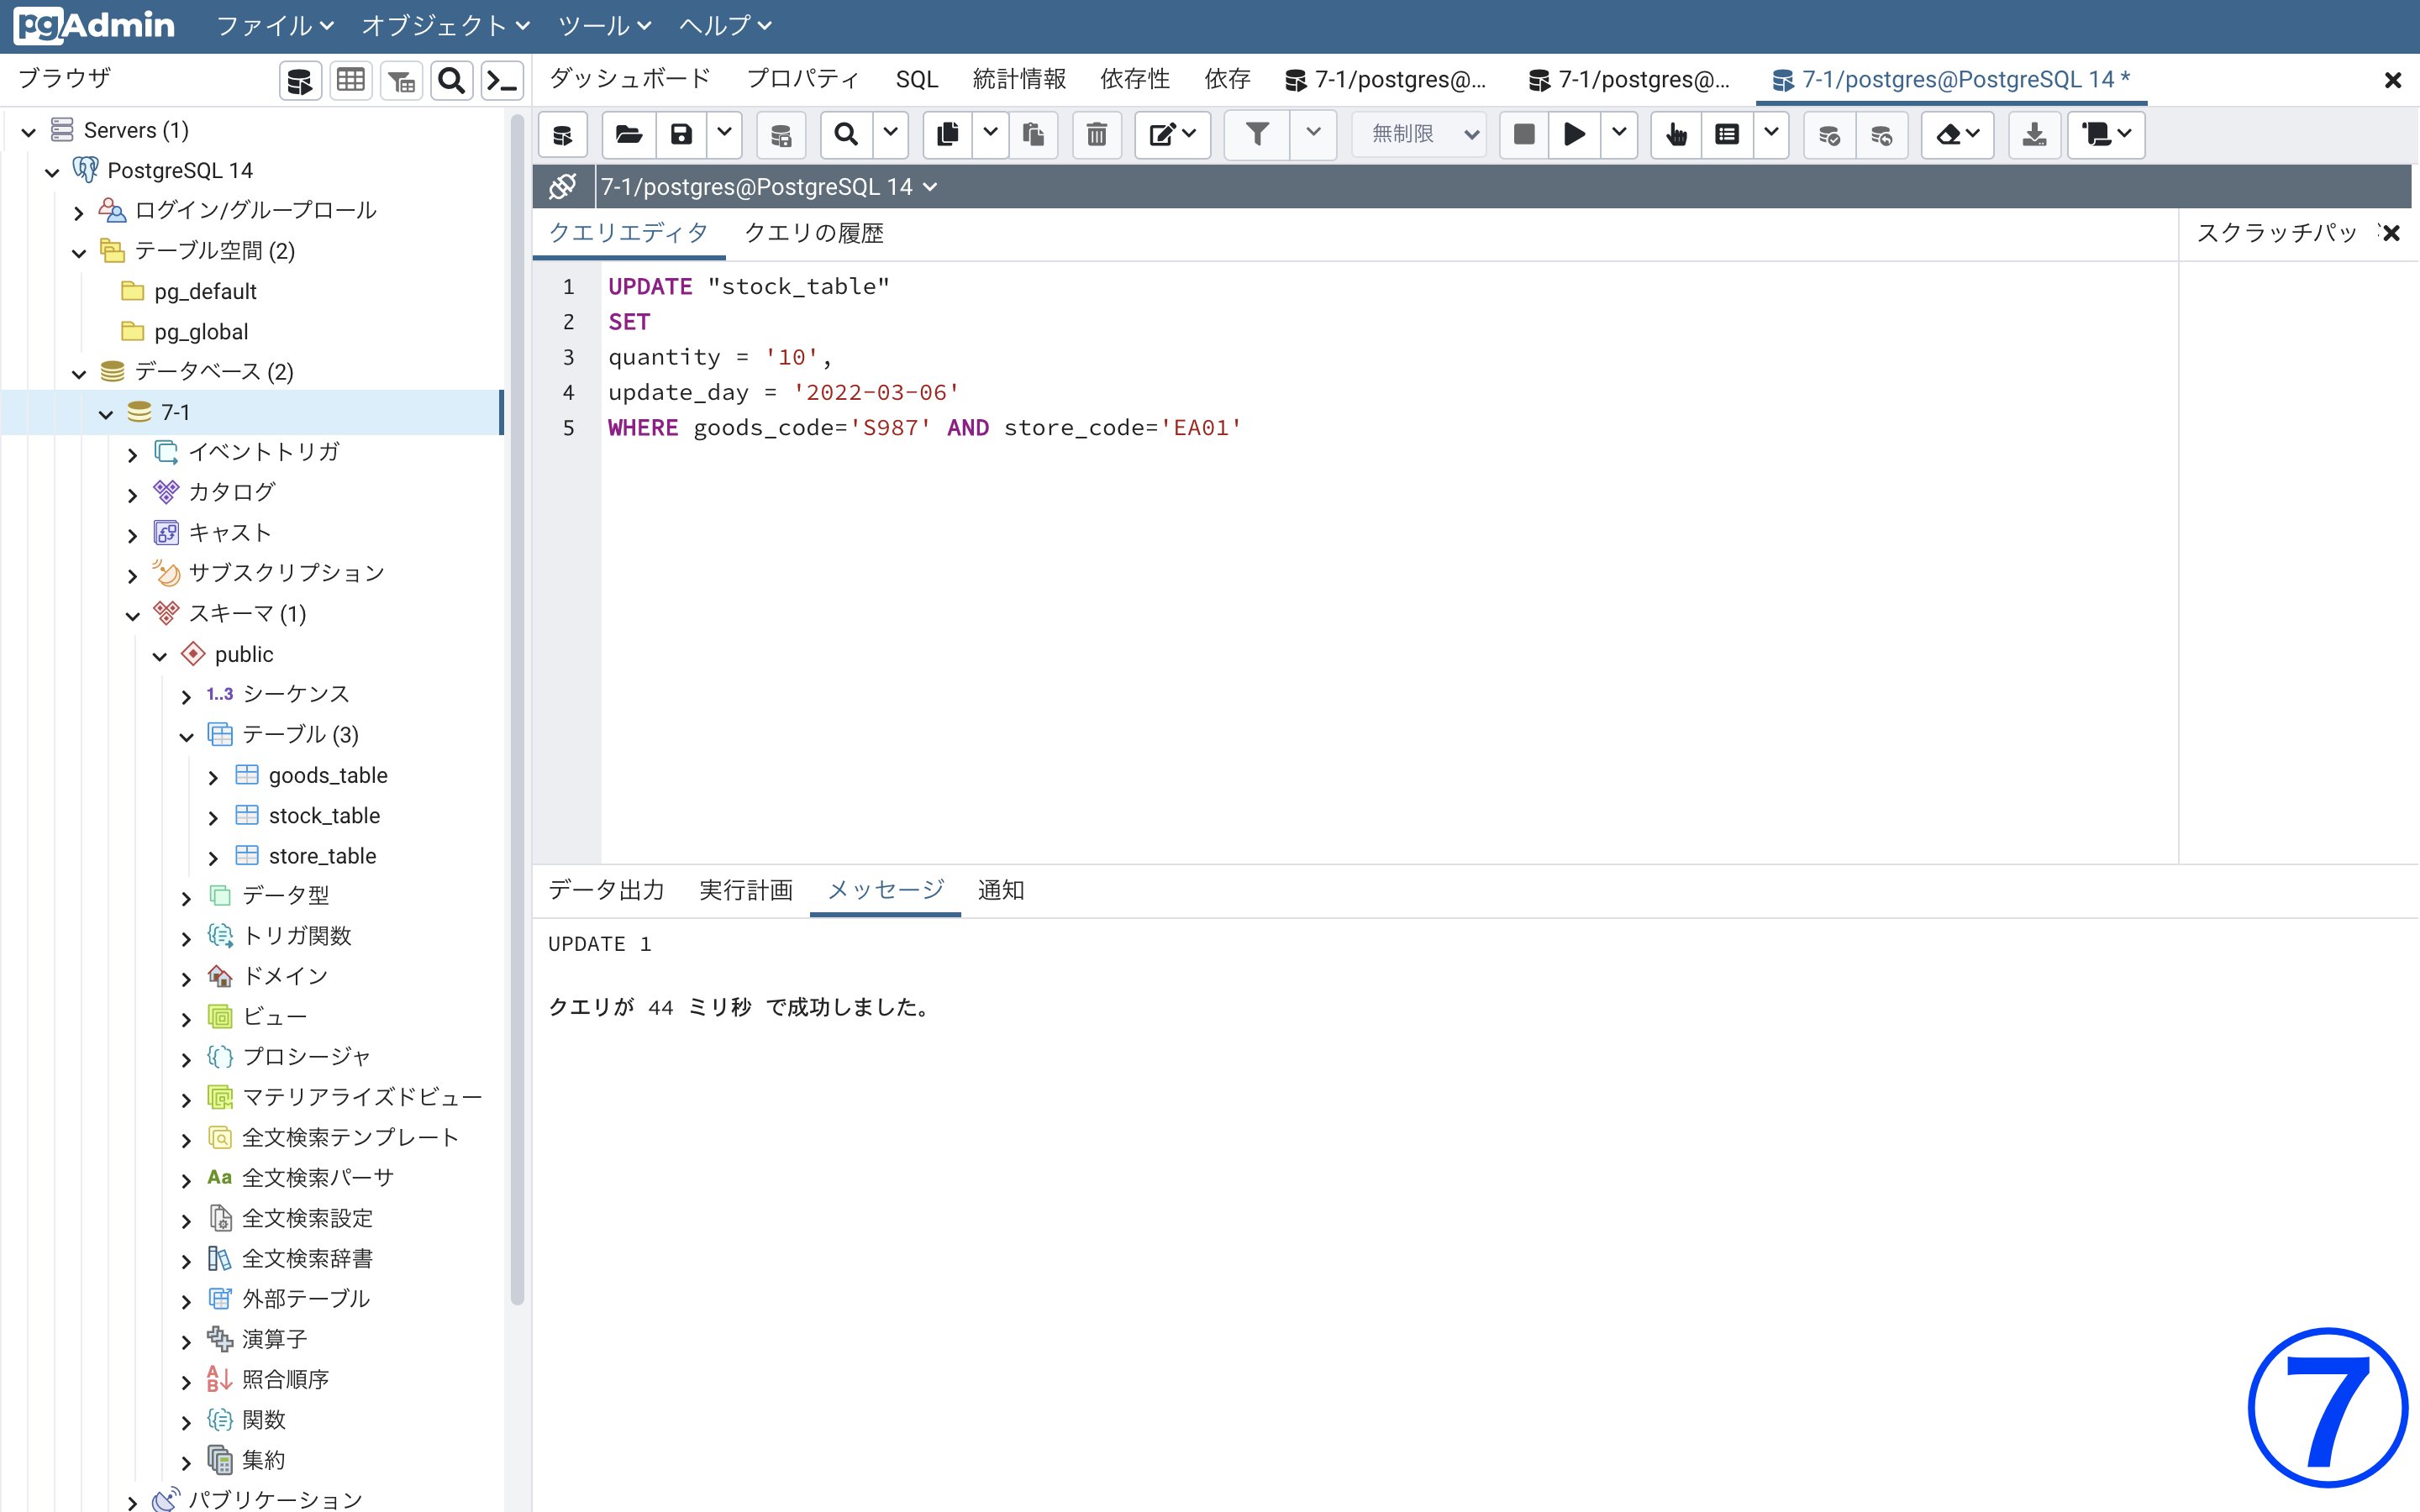 pgAdmin ファイル オブジェクト ツール ヘルプ
ブラウザ
ダッシュボード プロパティ SQL 統計情報 依存性 依存 7-1/postgres@... 7-1/postgres@... 7-1/postgres@PostgreSQL 14 *
無制限
7-1/postgres@PostgreSQL 14
クエリエディタ クエリの履歴
スクラッチパッ
Servers (1)
PostgreSQL 14
ログイン/グループロール
テーブル空間 (2)
pg_default
pg_global
データベース (2)
7-1
イベントトリガ
カタログ
キャスト
サブスクリプション
スキーマ (1)
public
1..3 シーケンス
テーブル (3)
goods_table
stock_table
store_table
データ型
トリガ関数
ドメイン
ビュー
プロシージャ
マテリアライズドビュー
全文検索テンプレート
Aa 全文検索パーサ
全文検索設定
全文検索辞書
外部テーブル
演算子
照合順序
関数
集約
パブリケーション
1 UPDATE "stock_table"
2 SET
3 quantity = '10',
4 update_day = '2022-03-06'
5 WHERE goods_code='S987' AND store_code='EA01'
データ出力 実行計画 メッセージ 通知
UPDATE 1
クエリが 44 ミリ秒 で成功しました。
⑦